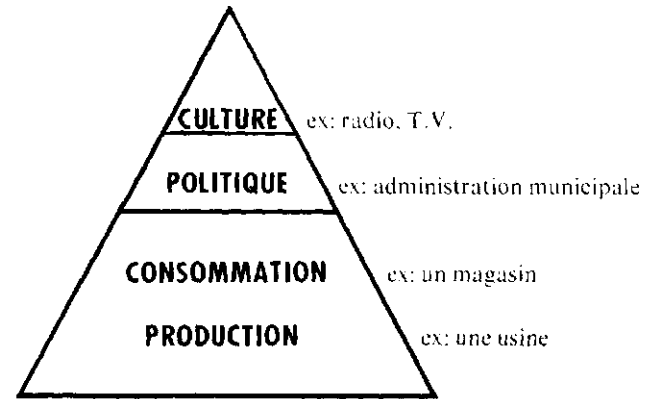 CULTURE ex: radio, T.V.
POLITIQUE ex: administration municipale
CONSOMMATION ex: un magasin
PRODUCTION ex: une usine